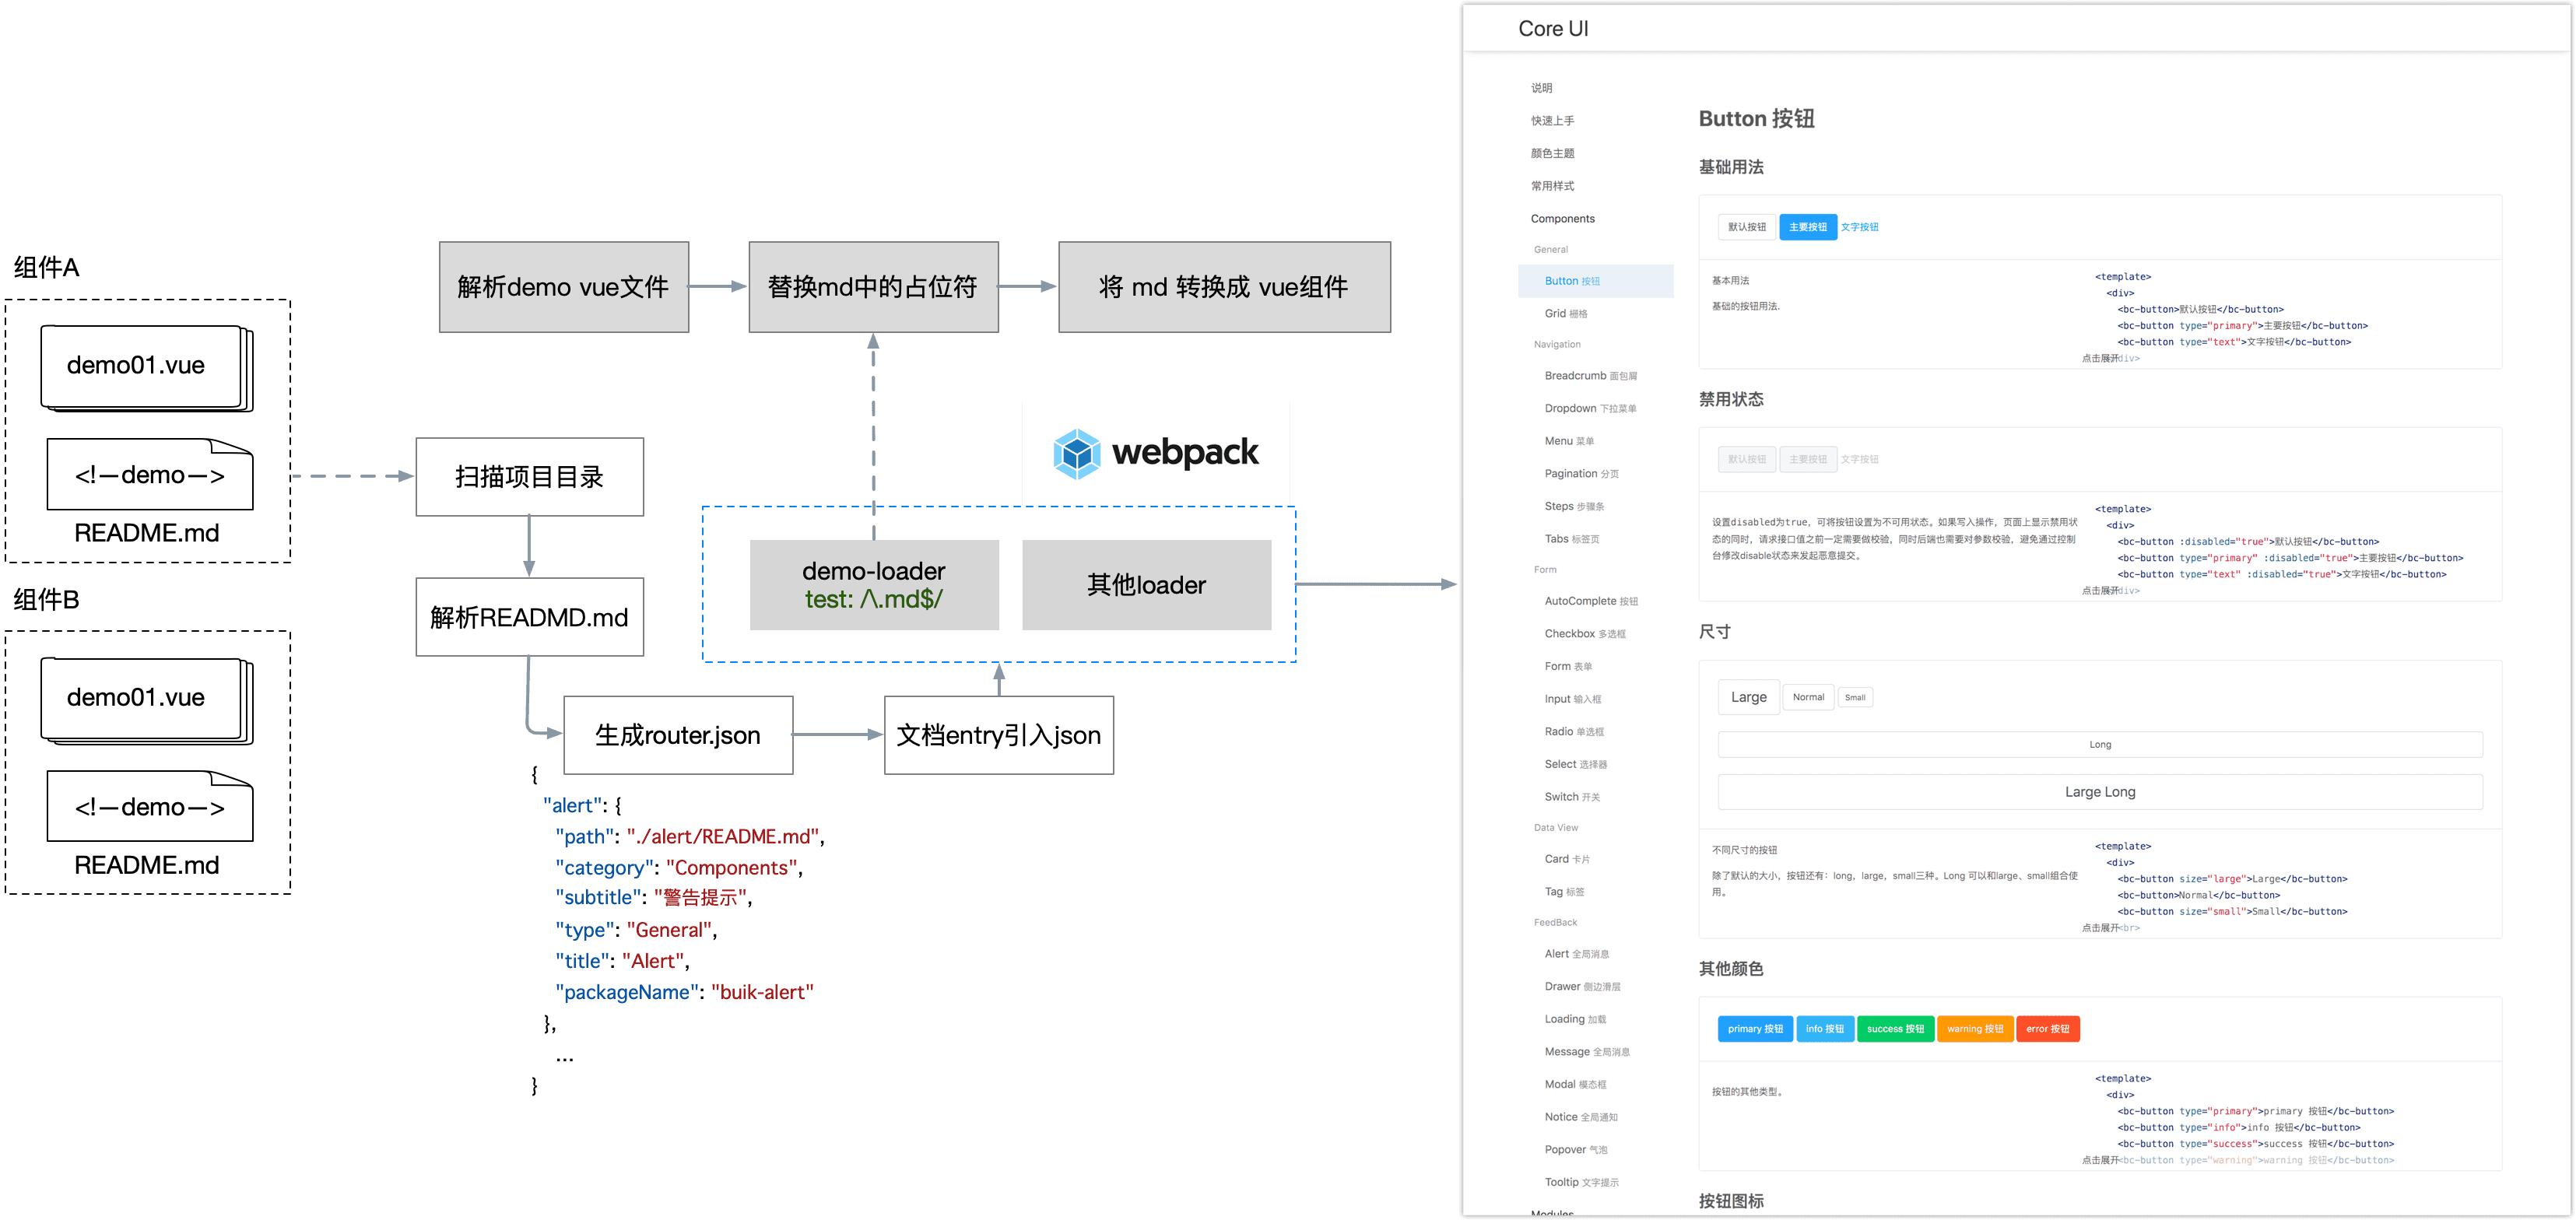 组件A
demo01.vue
<!—demo—>
README.md
组件B
demo01.vue
<!—demo—>
README.md
解析demo vue文件
替换md中的占位符
将 md 转换成 vue组件
扫描项目目录
解析READMD.md
生成router.json
文档entry引入json
webpack
demo-loader
test: /\.md$/
其他loader
{
"alert": {
"path": "./alert/README.md",
"category": "Components",
"subtitle": "警告提示",
"type": "General",
"title": "Alert",
"packageName": "buik-alert"
},
...
}
Core UI
说明
快速上手
颜色主题
常用样式
Components
General
Button 按钮
Grid 栅格
Navigation
Breadcrumb 面包屑
Dropdown 下拉菜单
Menu 菜单
Pagination 分页
Steps 步骤条
Tabs 标签页
Form
AutoComplete 按钮
Checkbox 多选框
Form 表单
Input 输入框
Radio 单选框
Select 选择器
Switch 开关
Data View
Card 卡片
Tag 标签
FeedBack
Alert 全局消息
Drawer 侧边滑层
Loading 加载
Message 全局消息
Modal 模态框
Notice 全局通知
Popover 气泡
Tooltip 文字提示
Modules
Button 按钮
基础用法
默认按钮 主要按钮 文字按钮
基本用法
基础的按钮用法.
<template>
<div>
<bc-button>默认按钮</bc-button>
<bc-button type="primary">主要按钮</bc-button>
<bc-button type="text">文字按钮</bc-button>
点击展开div>
禁用状态
默认按钮 主要按钮 文字按钮
设置disabled为true，可将按钮设置为不可用状态。如果写入操作，页面上显示禁用状
态的同时，请求接口值之前一定需要做校验，同时后端也需要对参数校验，避免通过控制
台修改disable状态来发起恶意提交。
<template>
<div>
<bc-button :disabled="true">默认按钮</bc-button>
<bc-button type="primary" :disabled="true">主要按钮</bc-button>
<bc-button type="text" :disabled="true">文字按钮</bc-button>
点击展开div>
尺寸
Large Normal Small
Long
Large Long
不同尺寸的按钮
除了默认的大小，按钮还有：long，large，small三种。Long 可以和large、small组合使
用。
<template>
<div>
<bc-button size="large">Large</bc-button>
<bc-button>Normal</bc-button>
<bc-button size="small">Small</bc-button>
点击展开<br>
其他颜色
primary 按钮 info 按钮 success 按钮 warning 按钮 error 按钮
按钮的其他类型。
<template>
<div>
<bc-button type="primary">primary 按钮</bc-button>
<bc-button type="info">info 按钮</bc-button>
<bc-button type="success">success 按钮</bc-button>
点击展开<bc-button type="warning">warning 按钮</bc-button>
按钮图标